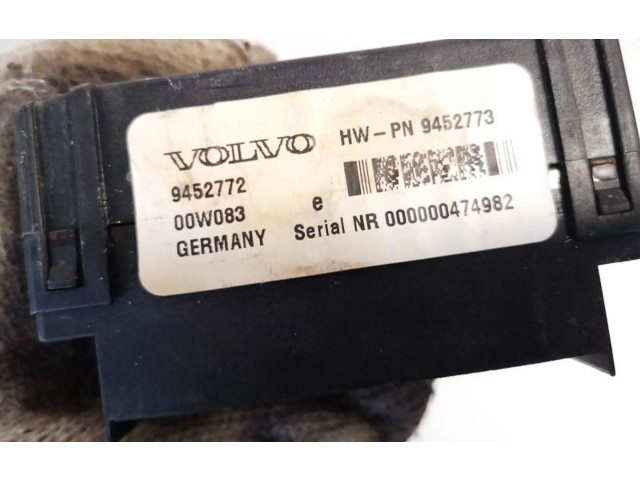 VOLVO
HW-PN 9452773
9452772
00W083
e
GERMANY
Serial NR 000000474982